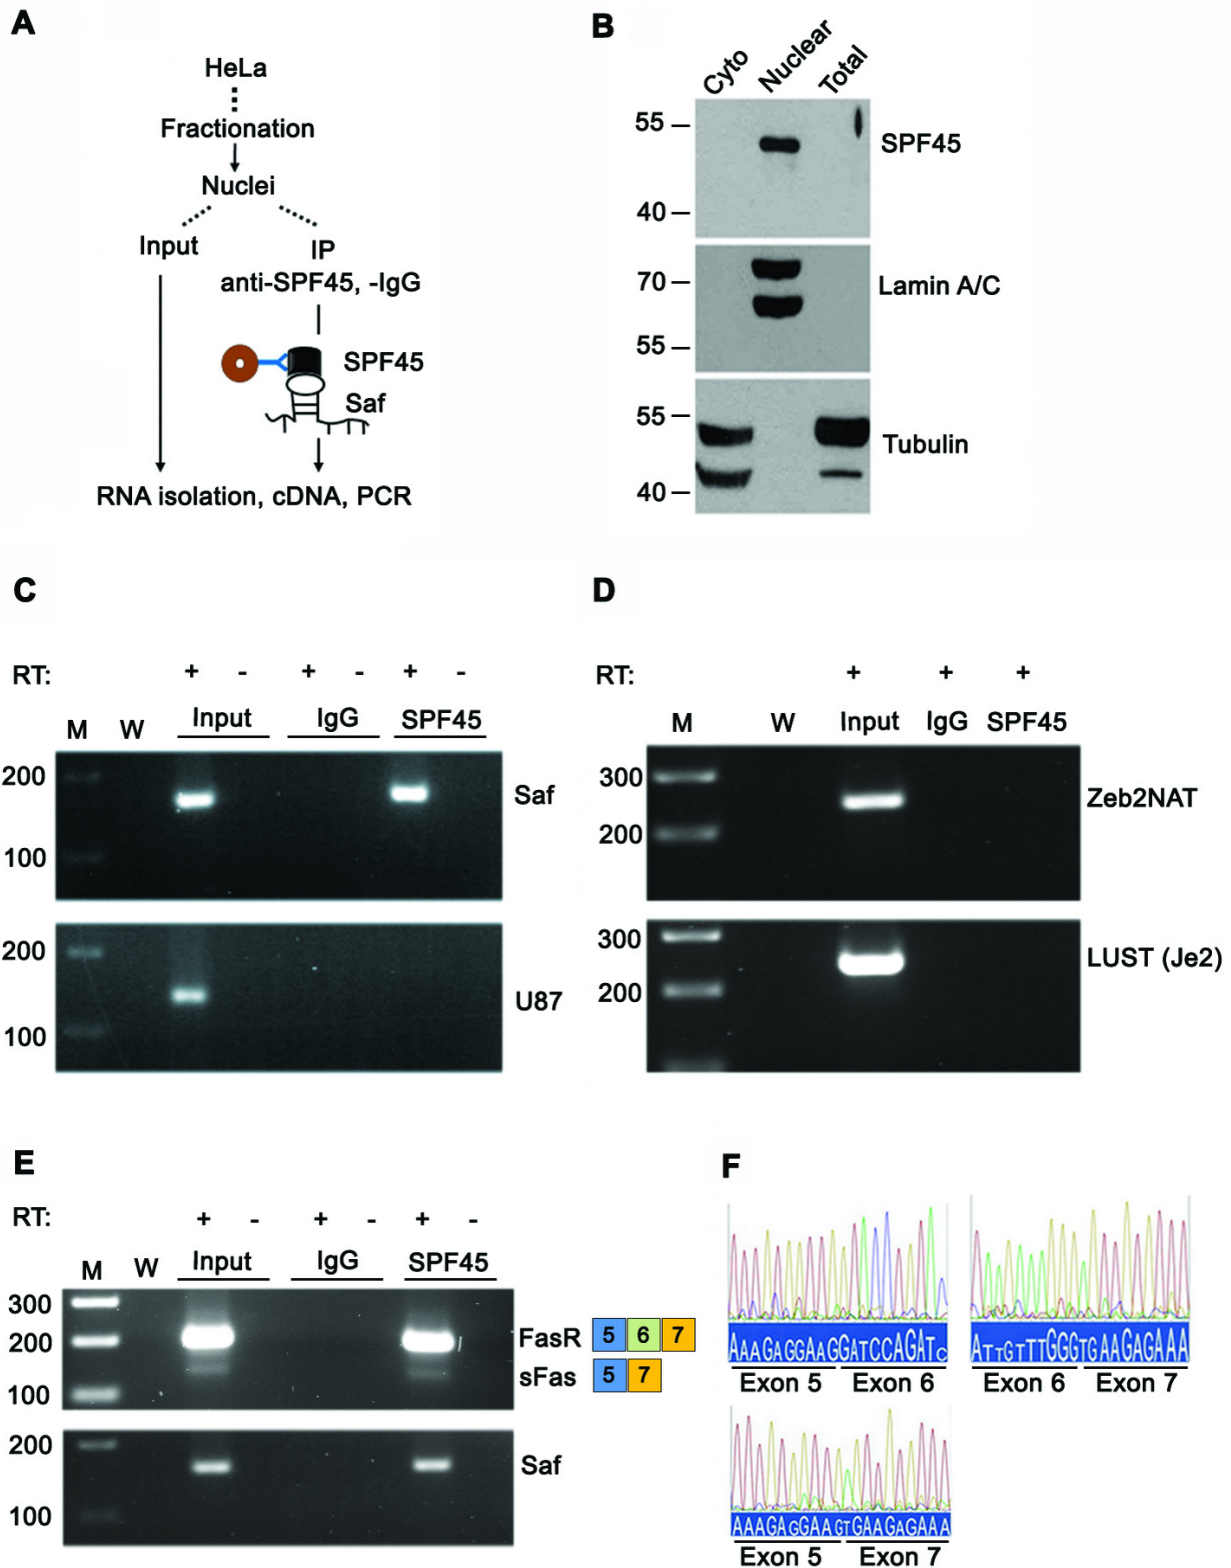 A
HeLa
Fractionation
Nuclei
Input
IP
anti-SPF45, -IgG
SPF45
Saf
RNA isolation, cDNA, PCR
B
Cyto
Nuclear
Total
55
40
SPF45
70
55
Lamin A/C
55
40
Tubulin
C
RT: + - + - + -
M W Input IgG SPF45
200
100
Saf
200
100
U87
D
RT: + + +
M W Input IgG SPF45
300
200
Zeb2NAT
300
200
LUST (Je2)
E
RT: + - + - + -
M W Input IgG SPF45
300
200
100
FasR 5 6 7
sFas 5 7
200
100
Saf
F
AAAGAGGAAGGATCCAGATC
Exon 5 Exon 6
ATTGTTTGGGTGAAGAGAAA
Exon 6 Exon 7
AAAGAGGAAGTGAAGAGAAA
Exon 5 Exon 7